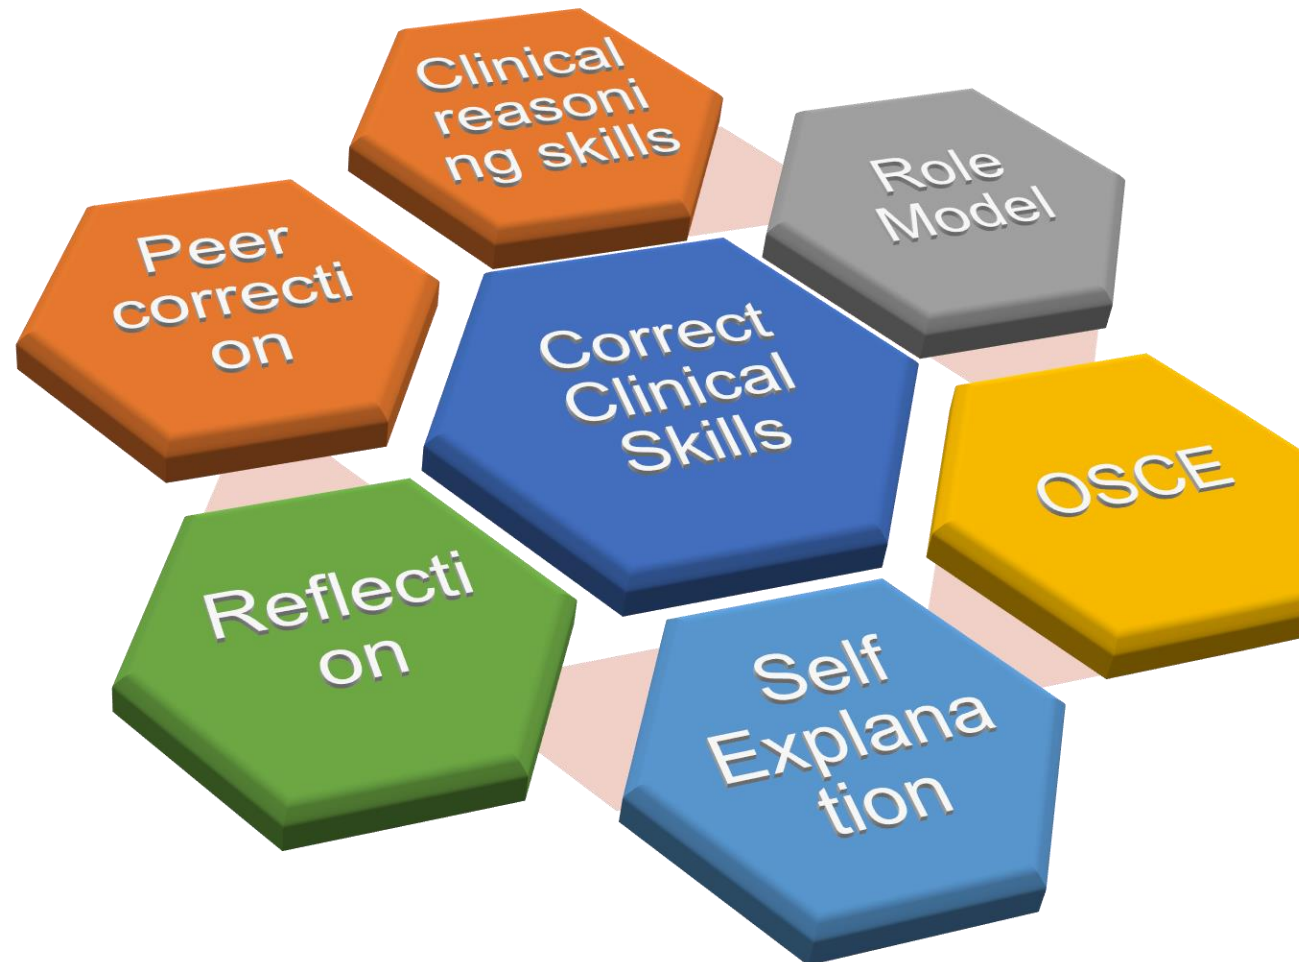 Clinical
reasoni
ng skills
Role
Model
Peer
correcti
on
Correct
Clinical
Skills
OSCE
Reflecti
on
Self
Explana
tion